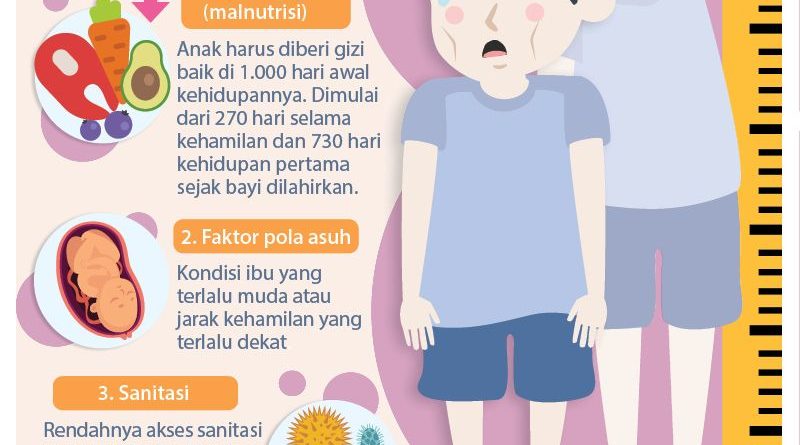 (malnutrisi)
Anak harus diberi gizi
baik di 1.000 hari awal
kehidupannya. Dimulai
dari 270 hari selama
kehamilan dan 730 hari
kehidupan pertama
sejak bayi dilahirkan.
2. Faktor pola asuh
Kondisi ibu yang
terlalu muda atau
jarak kehamilan yang
terlalu dekat
3. Sanitasi
Rendahnya akses sanitasi